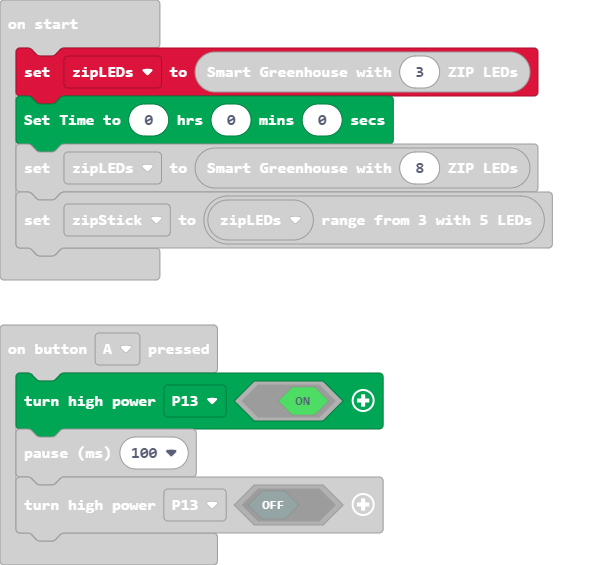 on start
set zipLEDs to Smart Greenhouse with 3 ZIP LEDs
Set Time to 0 hrs 0 mins 0 secs
set zipLEDs to Smart Greenhouse with 8 ZIP LEDs
set zipStick to zipLEDs range from 3 with 5 LEDs
on button A pressed
turn high power P13 ON
pause (ms) 100
turn high power P13 OFF